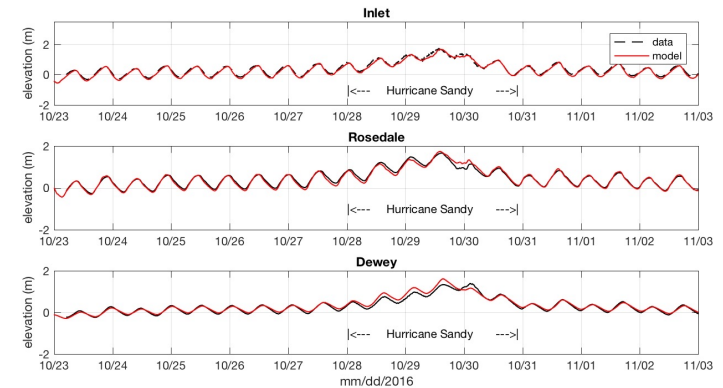 Inlet
elevation (m)
2
0
-2
data
model
|<--- Hurricane Sandy --->|
10/23 10/24 10/25 10/26 10/27 10/28 10/29 10/30 10/31 11/01 11/02 11/03
Rosedale
elevation (m)
2
0
-2
|<--- Hurricane Sandy --->|
10/23 10/24 10/25 10/26 10/27 10/28 10/29 10/30 10/31 11/01 11/02 11/03
Dewey
elevation (m)
2
0
-2
|<--- Hurricane Sandy --->|
10/23 10/24 10/25 10/26 10/27 10/28 10/29 10/30 10/31 11/01 11/02 11/03
mm/dd/2016